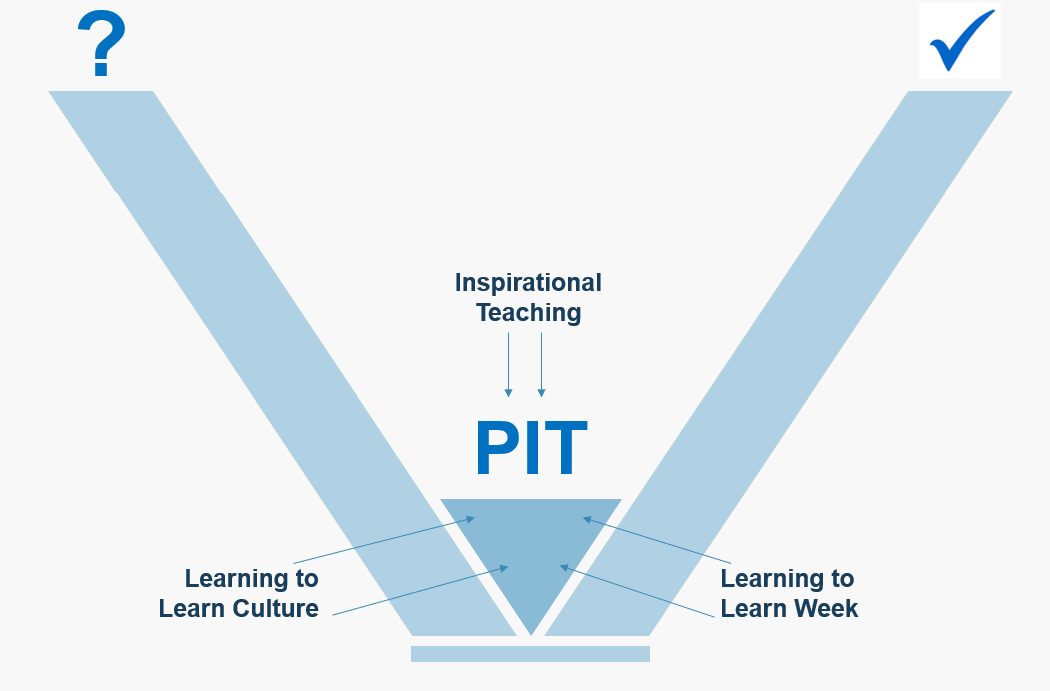 ?
Inspirational
Teaching
PIT
Learning to
Learn Culture
Learning to
Learn Week